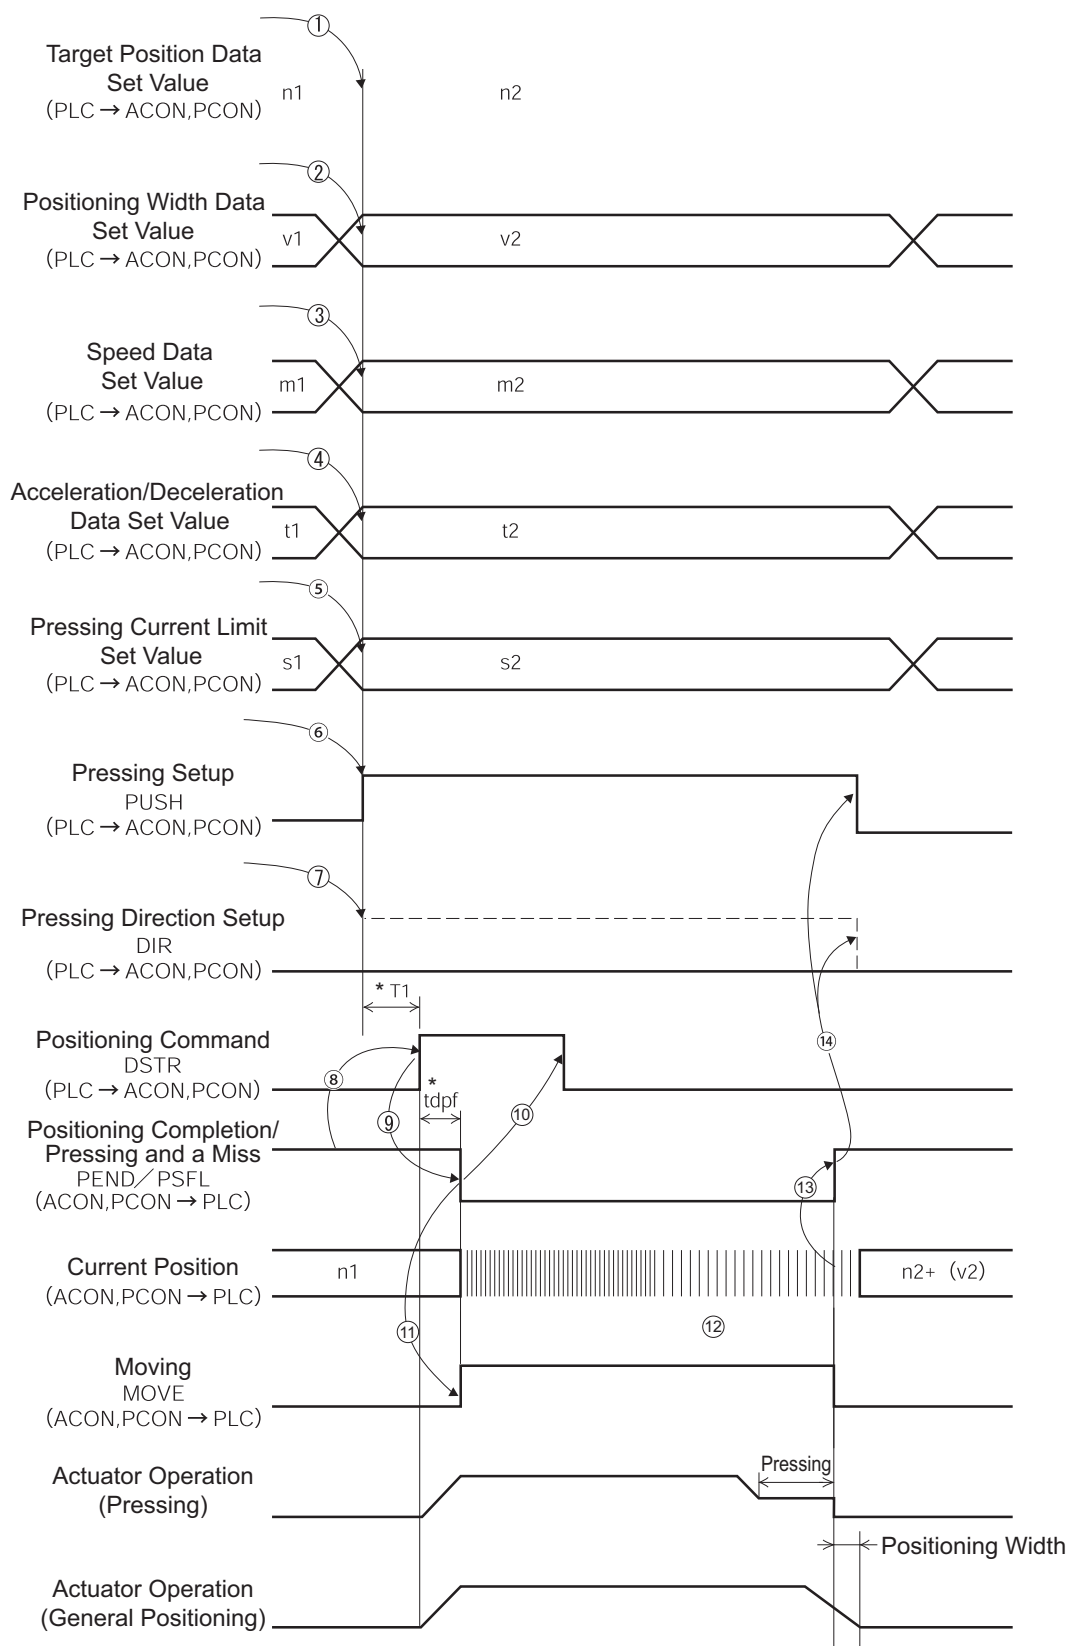 ①
Target Position Data
Set Value
(PLC → ACON,PCON)
n1
n2
②
Positioning Width Data
Set Value
(PLC → ACON,PCON)
v1
v2
③
Speed Data
Set Value
(PLC → ACON,PCON)
m1
m2
④
Acceleration/Deceleration
Data Set Value
(PLC → ACON,PCON)
t1
t2
⑤
Pressing Current Limit
Set Value
(PLC → ACON,PCON)
s1
s2
⑥
Pressing Setup
PUSH
(PLC → ACON,PCON)
⑦
Pressing Direction Setup
DIR
(PLC → ACON,PCON)
* T1
Positioning Command
DSTR
(PLC → ACON,PCON)
⑧
*
tdpf
⑨
⑩
⑭
Positioning Completion/
Pressing and a Miss
PEND/PSFL
(ACON,PCON → PLC)
⑬
Current Position
(ACON,PCON → PLC)
n1
n2+ (v2)
⑪
⑫
Moving
MOVE
(ACON,PCON → PLC)
Actuator Operation
(Pressing)
Pressing
Positioning Width
Actuator Operation
(General Positioning)